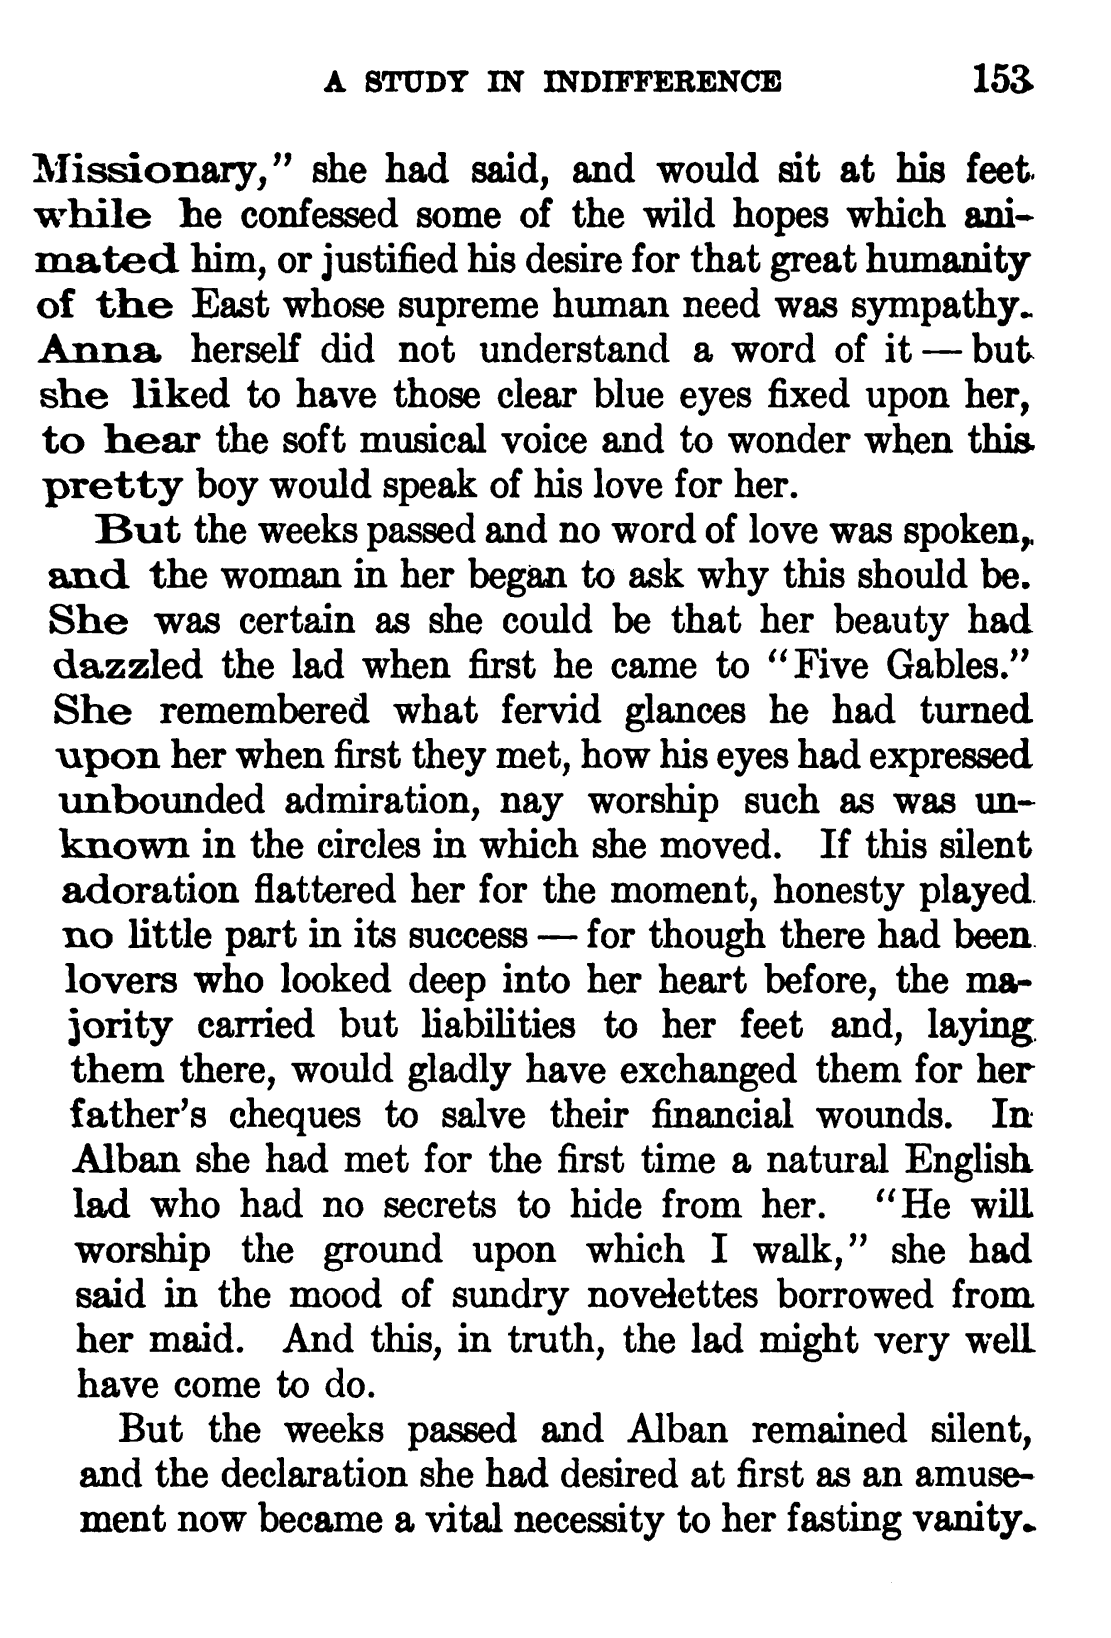 A STUDY IN INDIFFERENCE 153
Missionary," she had said, and would sit at his feet
while he confessed some of the wild hopes which ani-
mated him, or justified his desire for that great humanity
of the East whose supreme human need was sympathy.
Anna herself did not understand a word of it — but
she liked to have those clear blue eyes fixed upon her,
to hear the soft musical voice and to wonder when this
pretty boy would speak of his love for her.
But the weeks passed and no word of love was spoken,
and the woman in her began to ask why this should be.
She was certain as she could be that her beauty had
dazzled the lad when first he came to "Five Gables."
She remembered what fervid glances he had turned
upon her when first they met, how his eyes had expressed
unbounded admiration, nay worship such as was un-
known in the circles in which she moved. If this silent
adoration flattered her for the moment, honesty played
no little part in its success — for though there had been
lovers who looked deep into her heart before, the ma-
jority carried but liabilities to her feet and, laying
them there, would gladly have exchanged them for her
father's cheques to salve their financial wounds. In
Alban she had met for the first time a natural English
lad who had no secrets to hide from her. "He will
worship the ground upon which I walk," she had
said in the mood of sundry novelettes borrowed from
her maid. And this, in truth, the lad might very well
have come to do.
But the weeks passed and Alban remained silent,
and the declaration she had desired at first as an amuse-
ment now became a vital necessity to her fasting vanity.